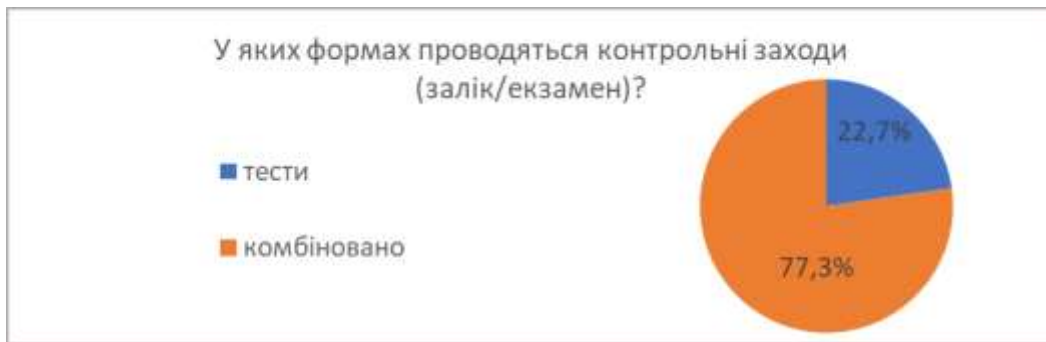 У яких формах проводяться контрольні заходи
(залік/екзамен)?
22,7%
тести
комбіновано
77,3%